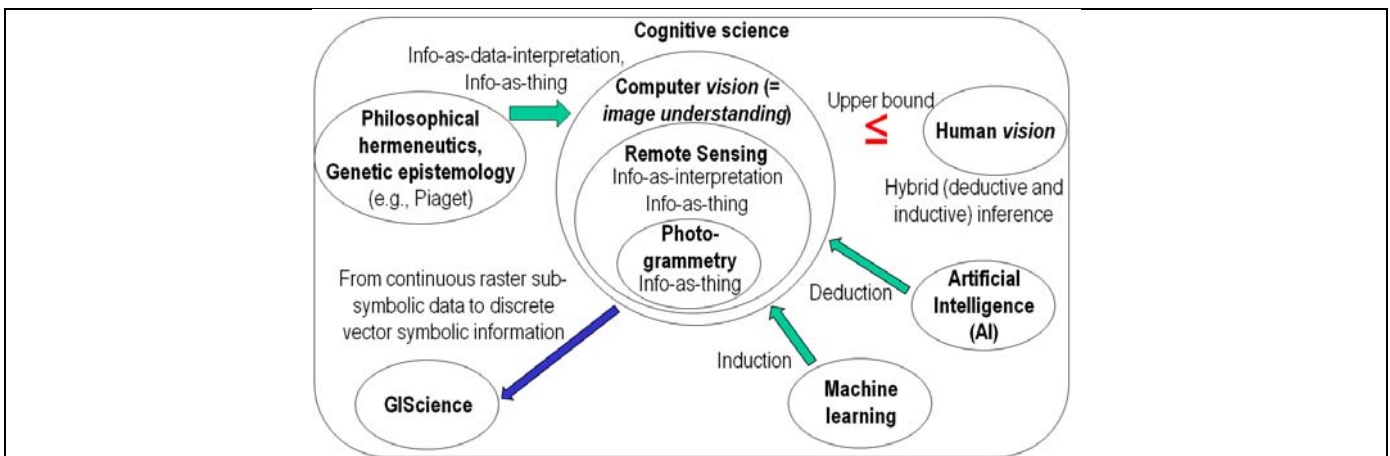 Cognitive science
Info-as-data-interpretation,
Info-as-thing
Philosophical
hermeneutics,
Genetic epistemology
(e.g., Piaget)
Computer vision (=
image understanding)
Remote Sensing
Info-as-interpretation
Info-as-thing
Photo-
grammetry
Info-as-thing
Upper bound
≤
Human vision
Hybrid (deductive and
inductive) inference
From continuous raster sub-
symbolic data to discrete
vector symbolic information
GIScience
Deduction
Artificial
Intelligence
(AI)
Induction
Machine
learning